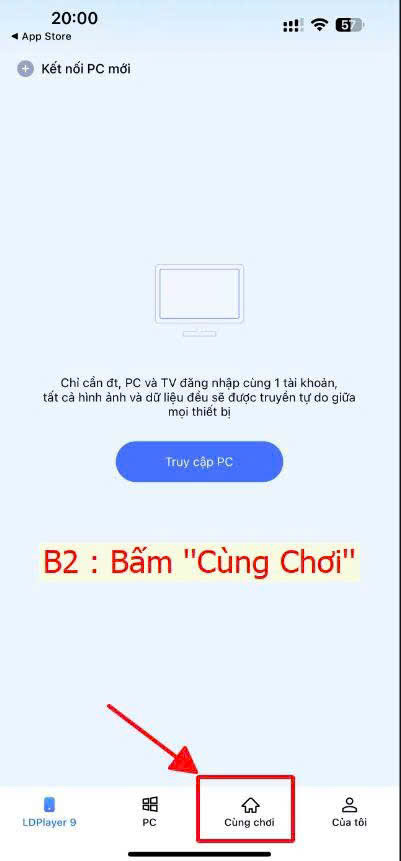 20:00
57
◀ App Store
Kết nối PC mới
Chỉ cần đt, PC và TV đăng nhập cùng 1 tài khoản,
tất cả hình ảnh và dữ liệu đều sẽ được truyền tự do giữa
mọi thiết bị
Truy cập PC
B2 : Bấm "Cùng Chơi"
LDPlayer 9
PC
Cùng chơi
Của tôi